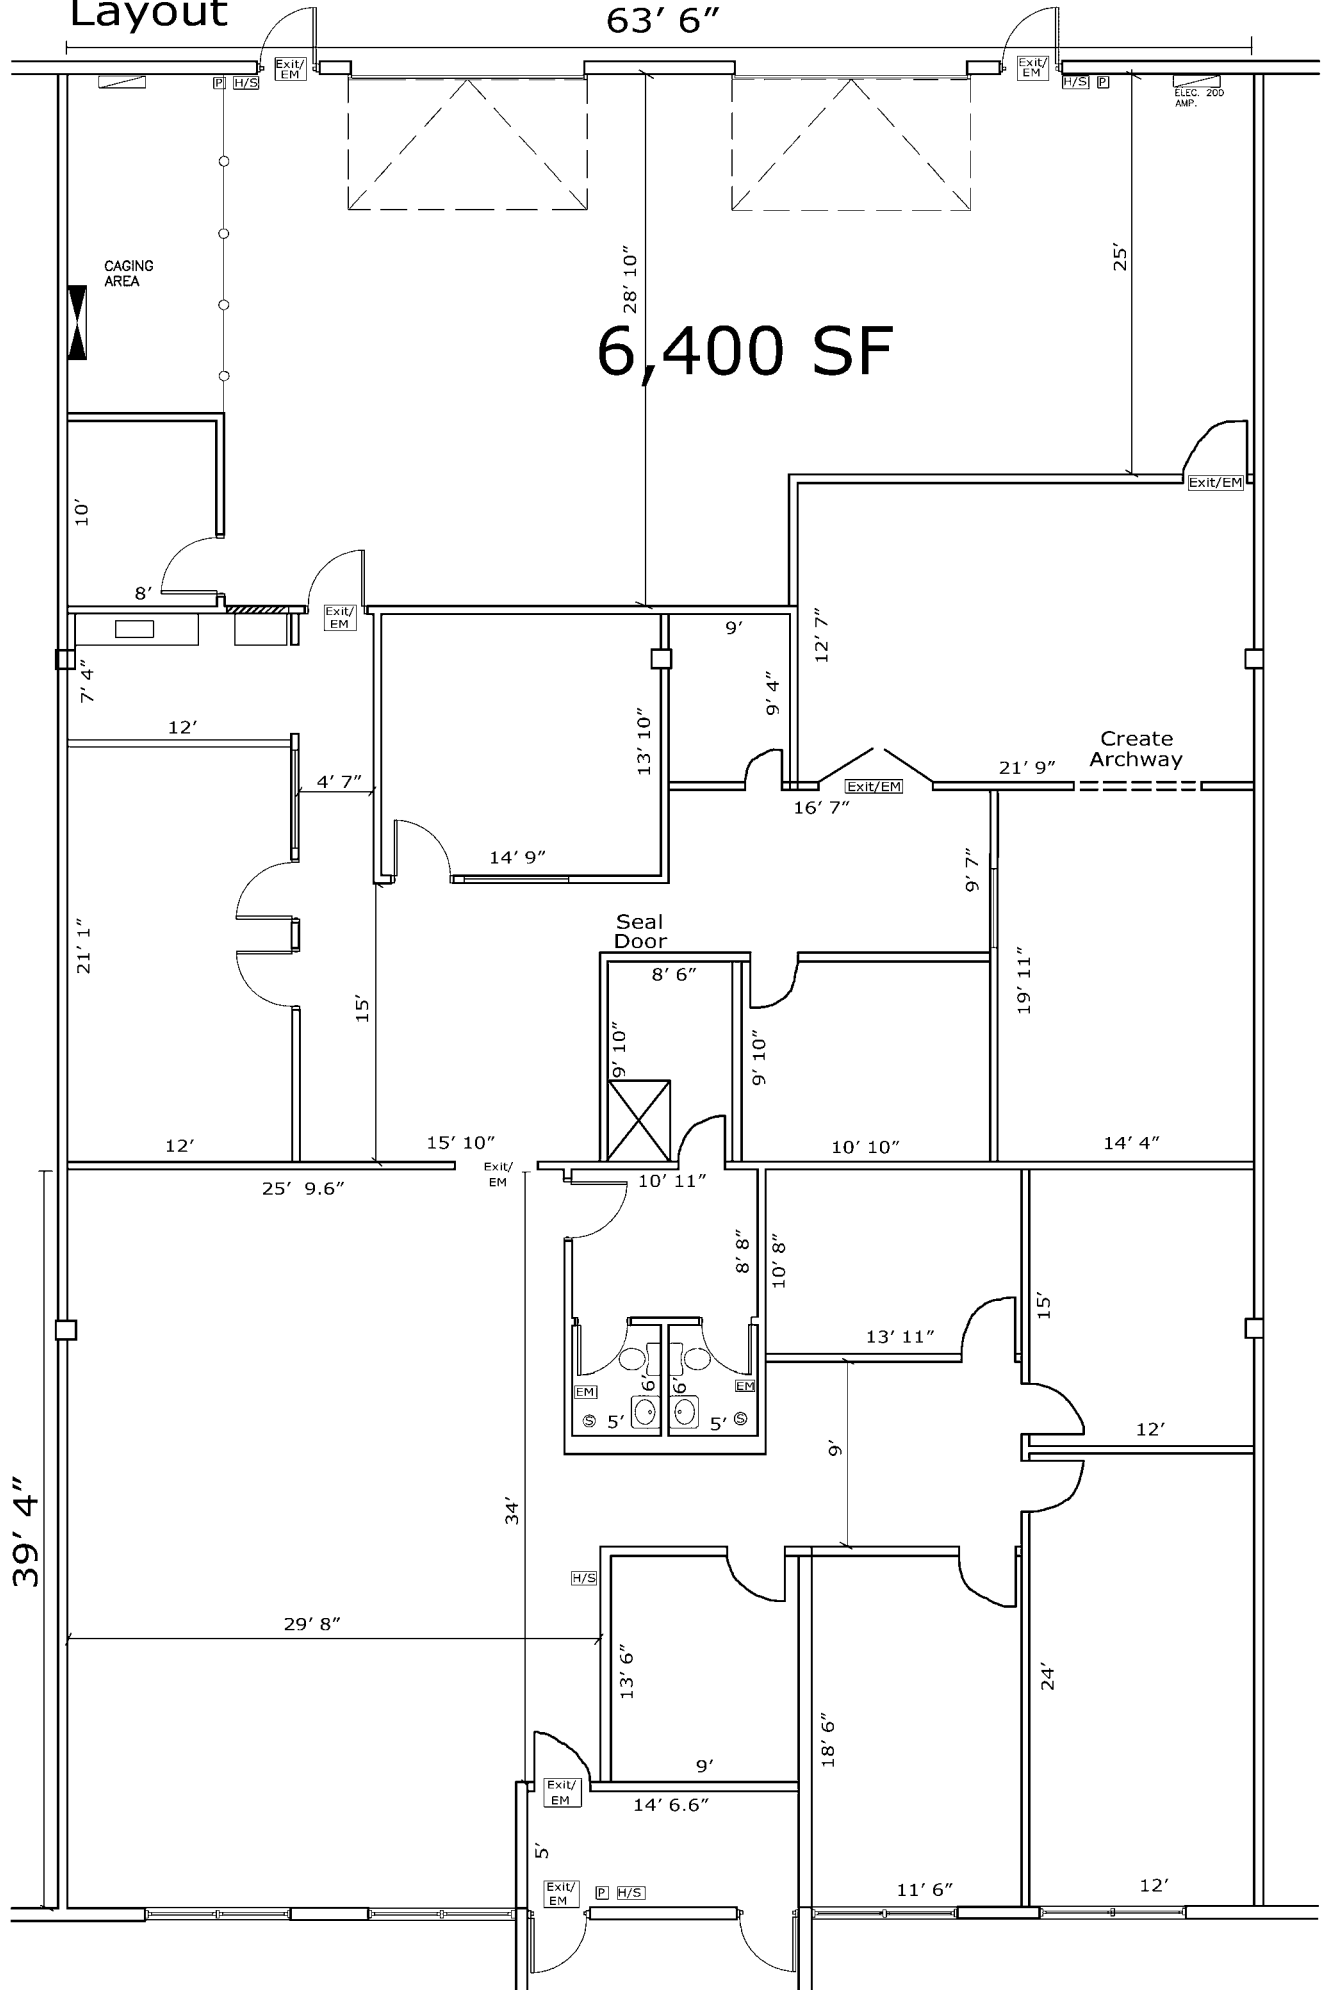 Layout
63' 6"
Exit/
EM
Exit/
EM
P
H/S
H/S
P
ELEC. 200
AMP.
CAGING
AREA
28' 10"
25'
6,400 SF
Exit/EM
10'
8'
Exit/
EM
9'
12' 7"
7' 4"
9' 4"
13' 10"
12'
Create
Archway
4' 7"
21' 9"
Exit/EM
16' 7"
14' 9"
9' 7"
Seal
Door
21' 1"
8' 6"
19' 11"
15'
9' 10"
9' 10"
12'
15' 10"
10' 10"
14' 4"
Exit/
EM
25' 9.6"
10' 11"
8' 8"
10' 8"
15'
13' 11"
6'
6'
EM
EM
S
5'
5'
S
12'
9'
34'
39' 4"
H/S
29' 8"
13' 6"
24'
18' 6"
9'
Exit/
EM
14' 6.6"
5'
Exit/
EM
P
H/S
11' 6"
12'